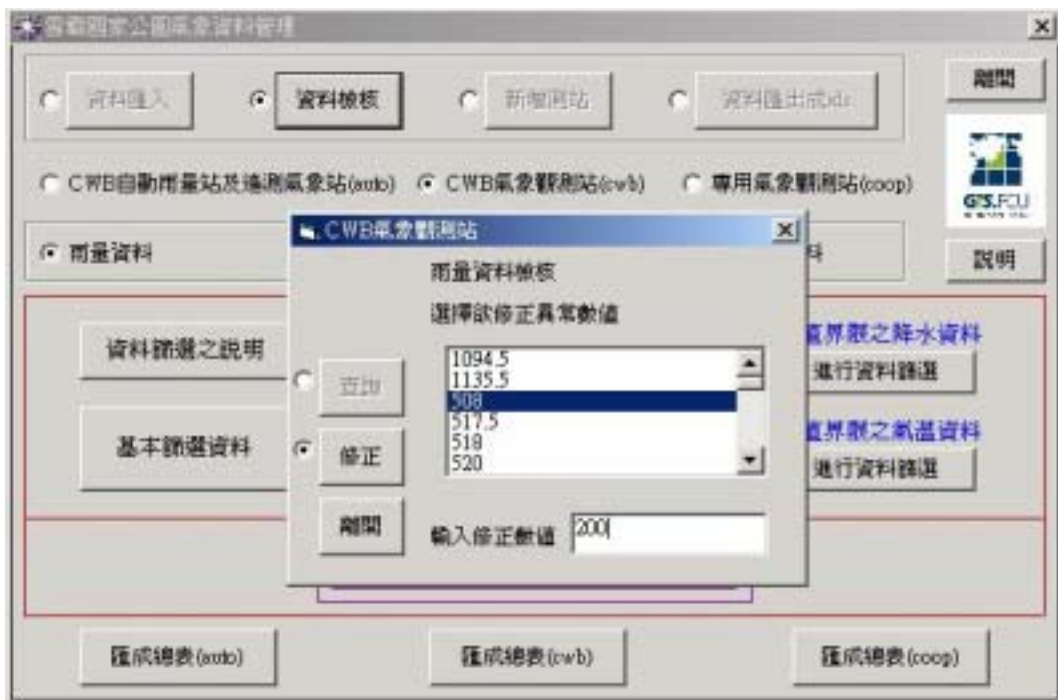 雪霸國家公園氣象資料管理
資料匯入
資料檢核
新增測站
資料匯出成xls
離開
CWB自動雨量站及遙測氣象站(auto)
CWB氣象觀測站(cwb)
專用氣象觀測站(coop)
GIS.FCU
雨量資料
料
說明
CWB氣象觀測站
雨量資料檢核
選擇欲修正異常數值
1094.5
1135.5
508
517.5
518
520
查詢
修正
離開
輸入修正數值
200
資料篩選之說明
基本篩選資料
值界限之降水資料
進行資料篩選
值界限之氣溫資料
進行資料篩選
匯成總表(auto)
匯成總表(cwb)
匯成總表(coop)